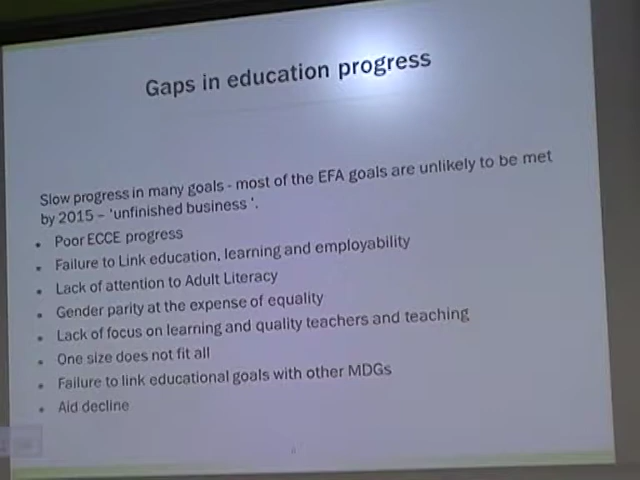 Gaps in education progress
Slow progress in many goals - most of the EFA goals are unlikely to be met
by 2015 – 'unfinished business '.
• Poor ECCE progress
• Failure to Link education, learning and employability
• Lack of attention to Adult Literacy
• Gender parity at the expense of equality
• Lack of focus on learning and quality teachers and teaching
• One size does not fit all
• Failure to link educational goals with other MDGs
• Aid decline